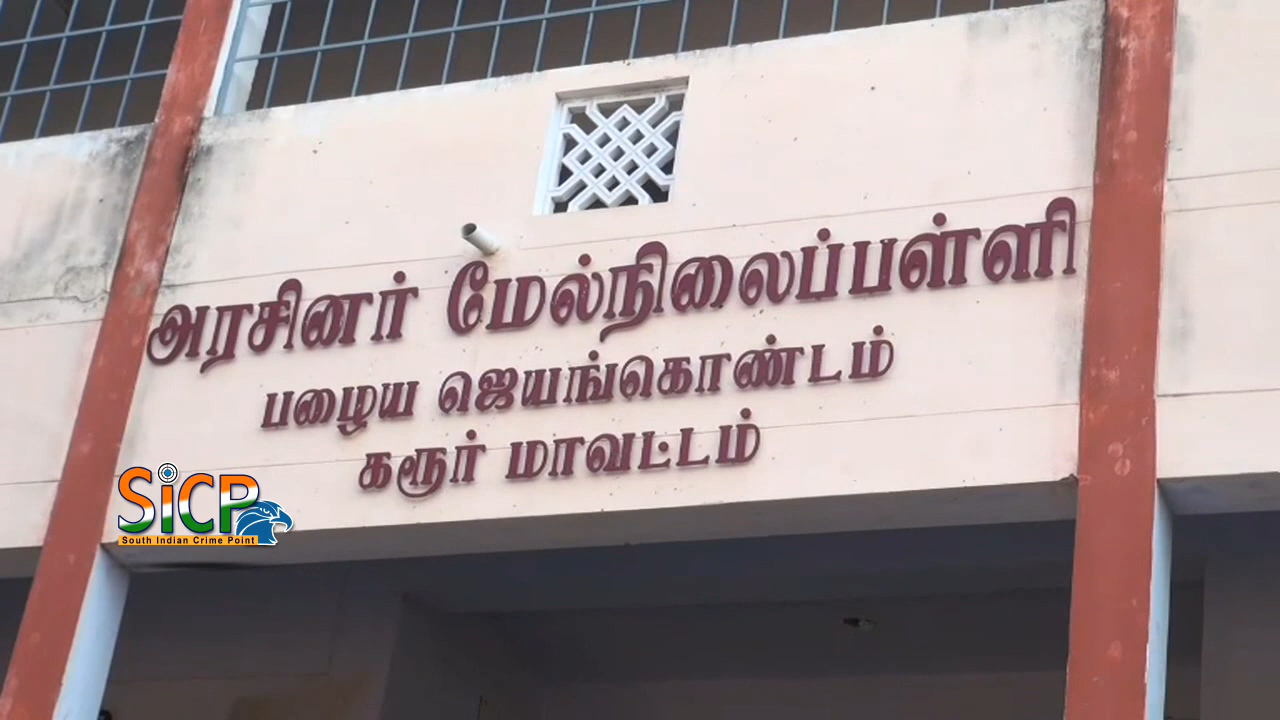 அரசினர் மேல்நிலைப்பள்ளி
பழைய ஜெயங்கொண்டம்
கரூர் மாவட்டம்
SiCP
South Indian Crime Point